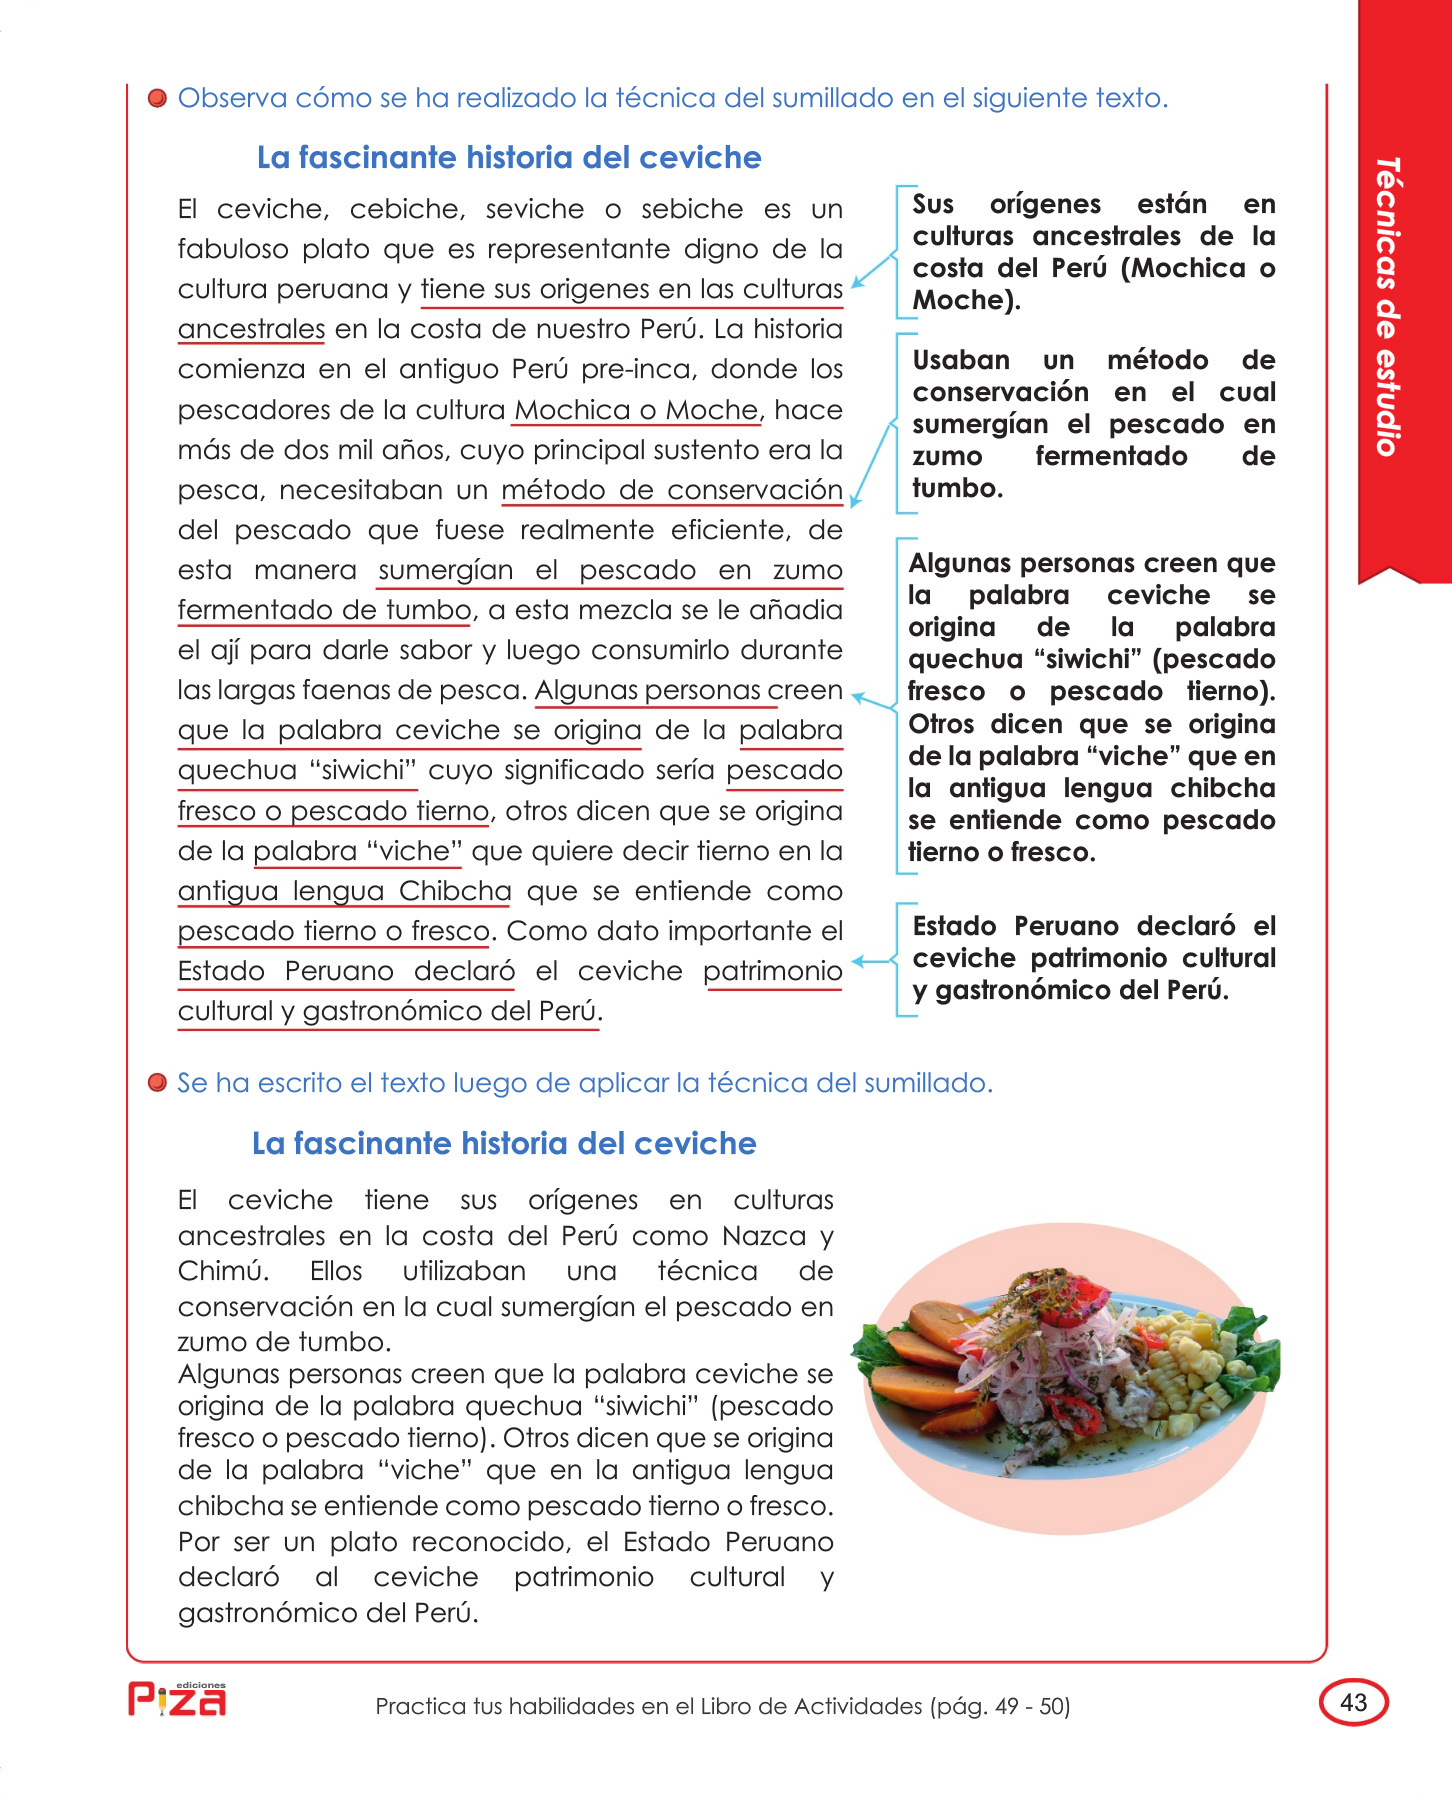 Observa cómo se ha realizado la técnica del sumillado en el siguiente texto.
La fascinante historia del ceviche
El ceviche, cebiche, seviche o sebiche es un
fabuloso plato que es representante digno de la
cultura peruana y tiene sus origenes en las culturas
ancestrales en la costa de nuestro Perú. La historia
comienza en el antiguo Perú pre-inca, donde los
pescadores de la cultura Mochica o Moche, hace
más de dos mil años, cuyo principal sustento era la
pesca, necesitaban un método de conservación
del pescado que fuese realmente eficiente, de
esta manera sumergían el pescado en zumo
fermentado de tumbo, a esta mezcla se le añadia
el ají para darle sabor y luego consumirlo durante
las largas faenas de pesca. Algunas personas creen
que la palabra ceviche se origina de la palabra
quechua “siwichi” cuyo significado sería pescado
fresco o pescado tierno, otros dicen que se origina
de la palabra “viche” que quiere decir tierno en la
antigua lengua Chibcha que se entiende como
pescado tierno o fresco. Como dato importante el
Estado Peruano declaró el ceviche patrimonio
cultural y gastronómico del Perú.
Sus orígenes están en
culturas ancestrales de la
costa del Perú (Mochica o
Moche).
Usaban un método de
conservación en el cual
sumergían el pescado en
zumo fermentado de
tumbo.
Algunas personas creen que
la palabra ceviche se
origina de la palabra
quechua “siwichi” (pescado
fresco o pescado tierno).
Otros dicen que se origina
de la palabra “viche” que en
la antigua lengua chibcha
se entiende como pescado
tierno o fresco.
Estado Peruano declaró el
ceviche patrimonio cultural
y gastronómico del Perú.
Técnicas de estudio
Se ha escrito el texto luego de aplicar la técnica del sumillado.
La fascinante historia del ceviche
El ceviche tiene sus orígenes en culturas
ancestrales en la costa del Perú como Nazca y
Chimú. Ellos utilizaban una técnica de
conservación en la cual sumergían el pescado en
zumo de tumbo.
Algunas personas creen que la palabra ceviche se
origina de la palabra quechua “siwichi” (pescado
fresco o pescado tierno). Otros dicen que se origina
de la palabra “viche” que en la antigua lengua
chibcha se entiende como pescado tierno o fresco.
Por ser un plato reconocido, el Estado Peruano
declaró al ceviche patrimonio cultural y
gastronómico del Perú.
ediciones
Piza
Practica tus habilidades en el Libro de Actividades (pág. 49 - 50)
43